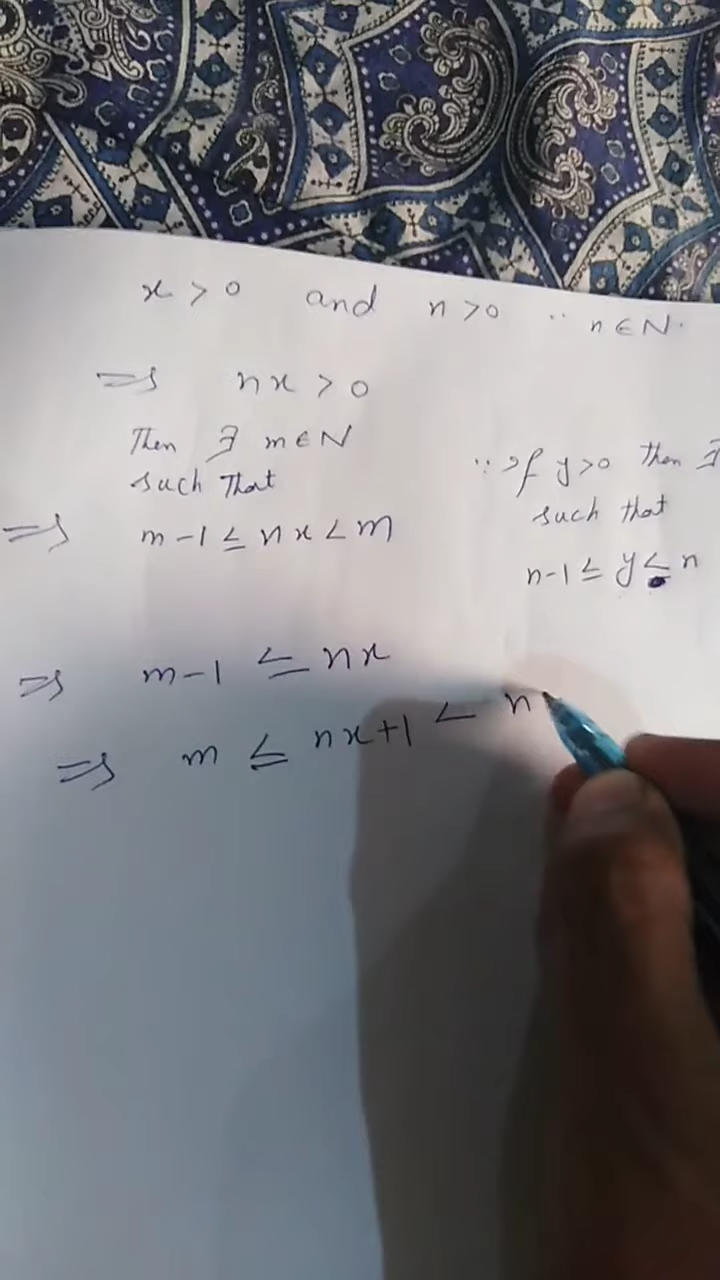 x > 0 and n > 0 ∵ n ∈ N.
⇒ nx > 0
Then ∃ m ∈ N
such that
⇒ m-1 ≤ nx < m
∵ If y>0 then ∃
such that
n-1 ≤ y ≤ n
⇒ m-1 ≤ nx
⇒ m ≤ nx+1 < n